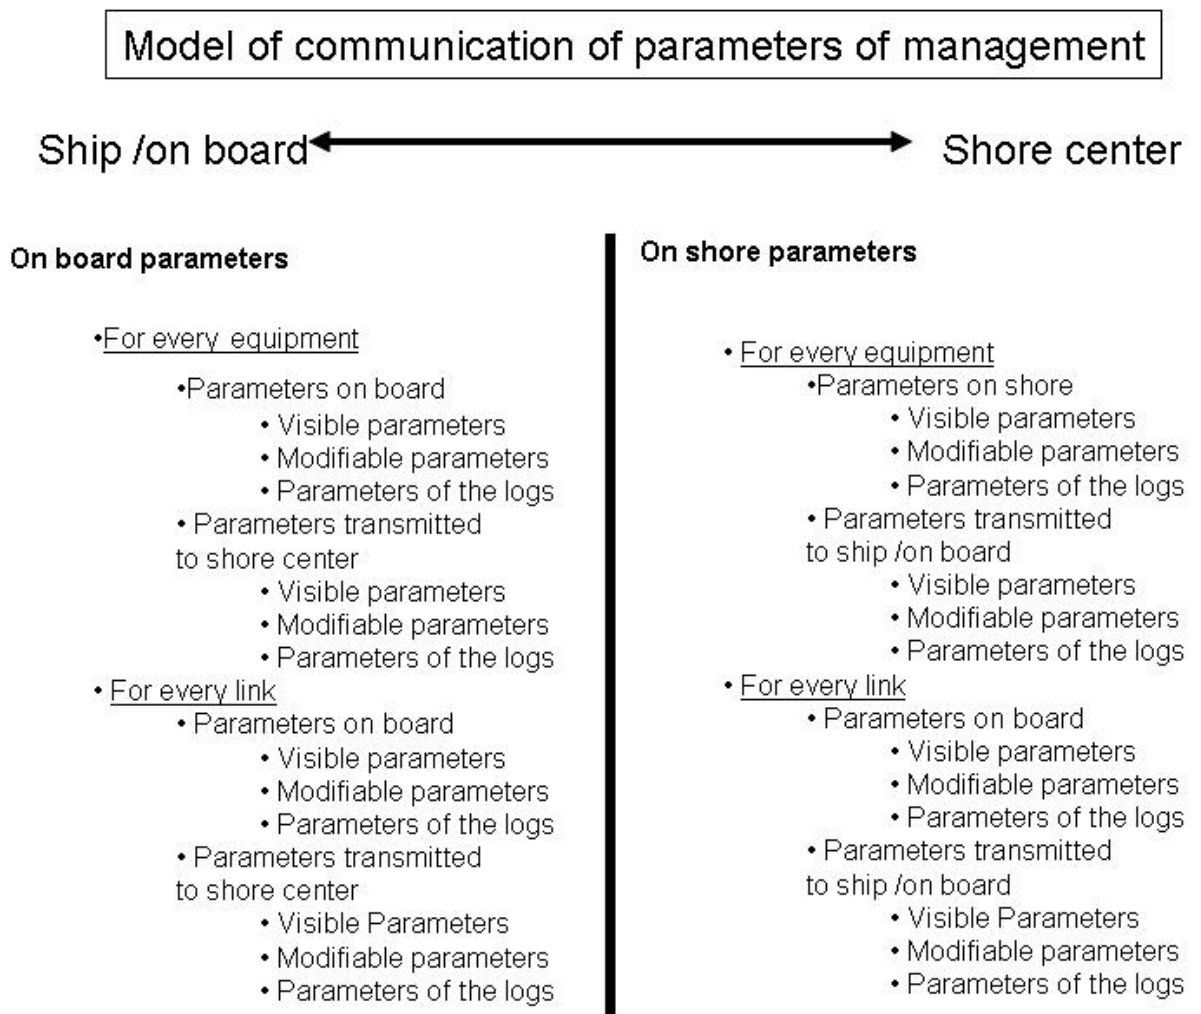 Model of communication of parameters of management
Ship /on board
Shore center
On board parameters
•For every equipment
•Parameters on board
• Visible parameters
• Modifiable parameters
• Parameters of the logs
• Parameters transmitted
to shore center
• Visible parameters
• Modifiable parameters
• Parameters of the logs
• For every link
• Parameters on board
• Visible parameters
• Modifiable parameters
• Parameters of the logs
• Parameters transmitted
to shore center
• Visible Parameters
• Modifiable parameters
• Parameters of the logs
On shore parameters
• For every equipment
•Parameters on shore
• Visible parameters
• Modifiable parameters
• Parameters of the logs
• Parameters transmitted
to ship /on board
• Visible parameters
• Modifiable parameters
• Parameters of the logs
• For every link
• Parameters on board
• Visible parameters
• Modifiable parameters
• Parameters of the logs
• Parameters transmitted
to ship /on board
• Visible Parameters
• Modifiable parameters
• Parameters of the logs